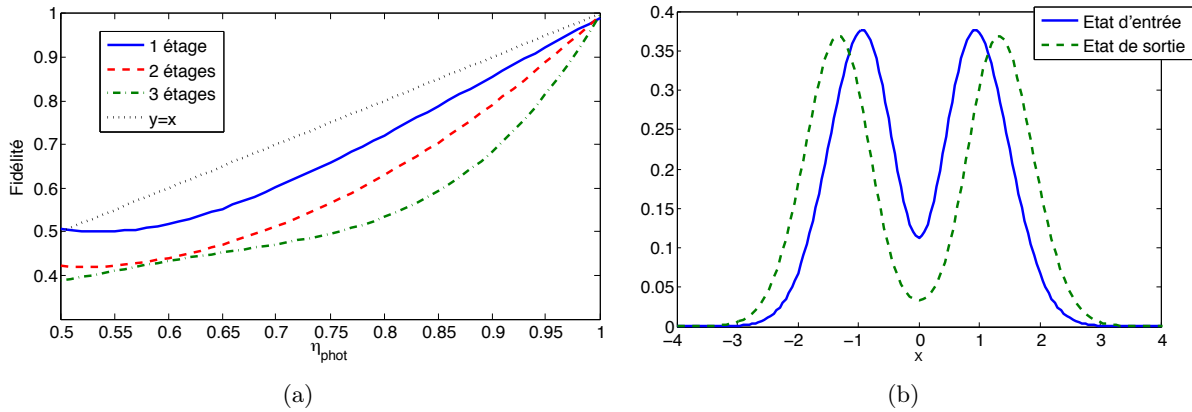 1
0.9
0.8
0.7
0.6
0.5
0.4
Fidélité
1 étage
2 étages
3 étages
y=x
0.5 0.55 0.6 0.65 0.7 0.75 0.8 0.85 0.9 0.95 1
ηphot
(a)
0.4
0.35
0.3
0.25
0.2
0.15
0.1
0.05
0
Etat d'entrée
Etat de sortie
−4 −3 −2 −1 0 1 2 3 4
x
(b)